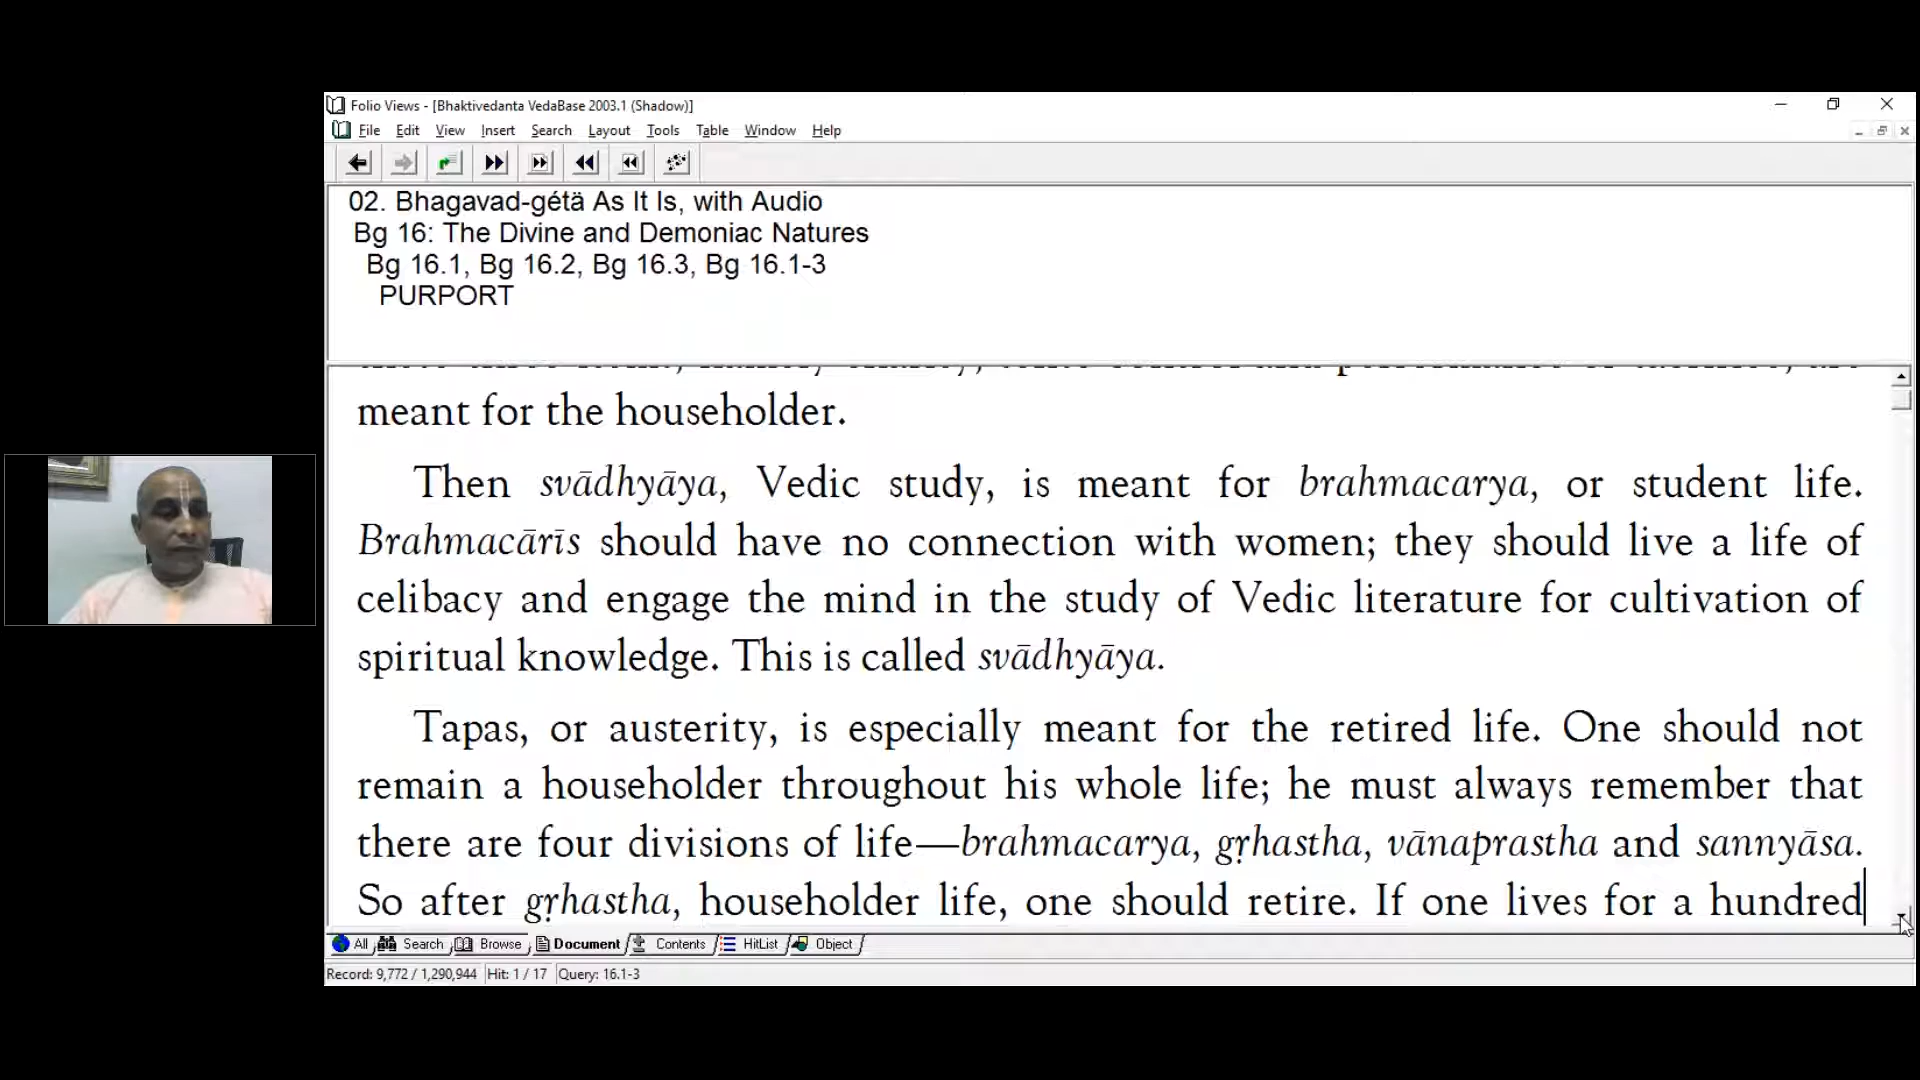 Folio Views - [Bhaktivedanta VedaBase 2003.1 (Shadow)]
File Edit View Insert Search Layout Tools Table Window Help
02. Bhagavad-gétä As It Is, with Audio
Bg 16: The Divine and Demoniac Natures
Bg 16.1, Bg 16.2, Bg 16.3, Bg 16.1-3
PURPORT
meant for the householder.
Then svādhyāya, Vedic study, is meant for brahmacarya, or student life.
Brahmacārīs should have no connection with women; they should live a life of
celibacy and engage the mind in the study of Vedic literature for cultivation of
spiritual knowledge. This is called svādhyāya.
Tapas, or austerity, is especially meant for the retired life. One should not
remain a householder throughout his whole life; he must always remember that
there are four divisions of life—brahmacarya, gṛhastha, vānaprastha and sannyāsa.
So after gṛhastha, householder life, one should retire. If one lives for a hundred
All Search Browse Document Contents HitList Object
Record: 9,772 / 1,290,944 Hit: 1 / 17 Query: 16.1-3